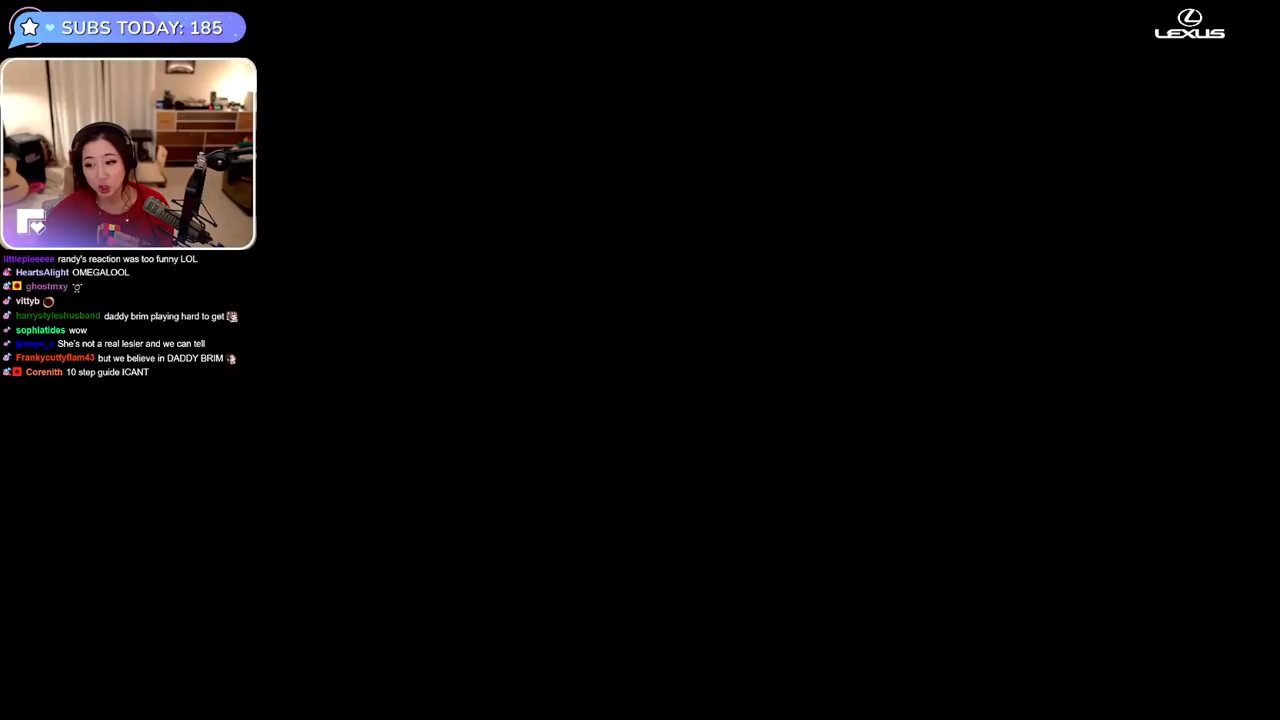 SUBS TODAY: 185
LEXUS
littlepieeeee randy's reaction was too funny LOL
HeartsAlight OMEGALOOL
ghostmxy
vittyb
harrystyleshusband daddy brim playing hard to get
sophiatides wow
She's not a real lesier and we can tell
Frankycuttyflam43 but we believe in DADDY BRIM
Corenith 10 step guide ICANT